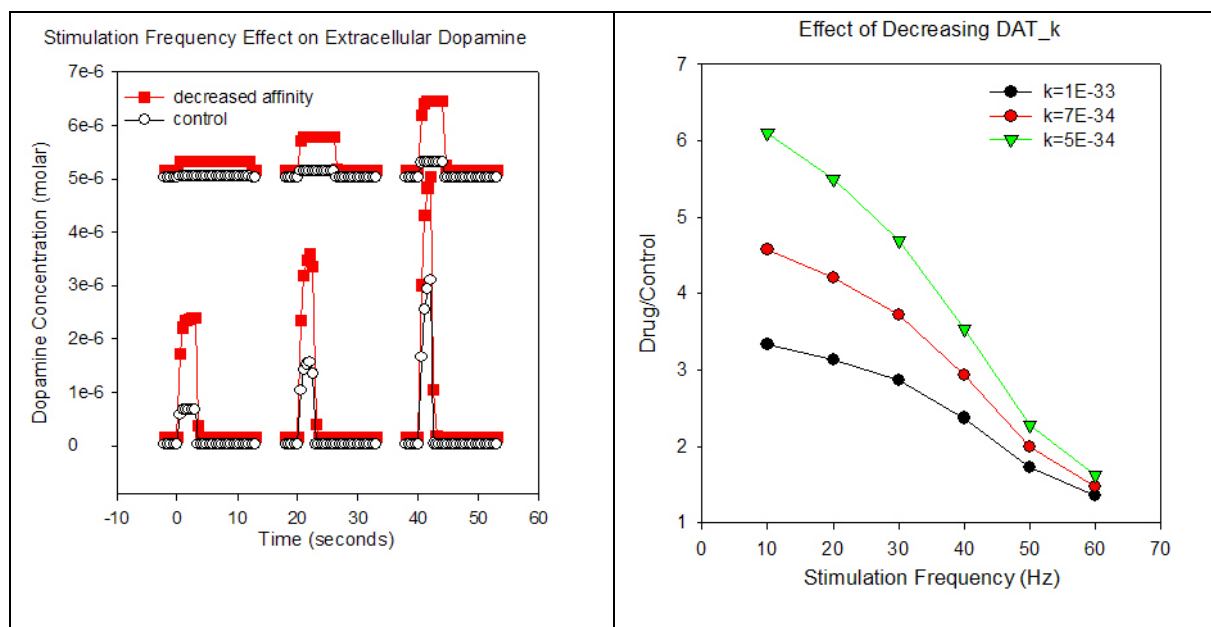 Stimulation Frequency Effect on Extracellular Dopamine
7e-6
6e-6
5e-6
4e-6
3e-6
2e-6
1e-6
0
Dopamine Concentration (molar)
decreased affinity
control
-10 0 10 20 30 40 50 60
Time (seconds)
Effect of Decreasing DAT_k
7
6
5
4
3
2
1
Drug/Control
k=1E-33
k=7E-34
k=5E-34
0 10 20 30 40 50 60 70
Stimulation Frequency (Hz)